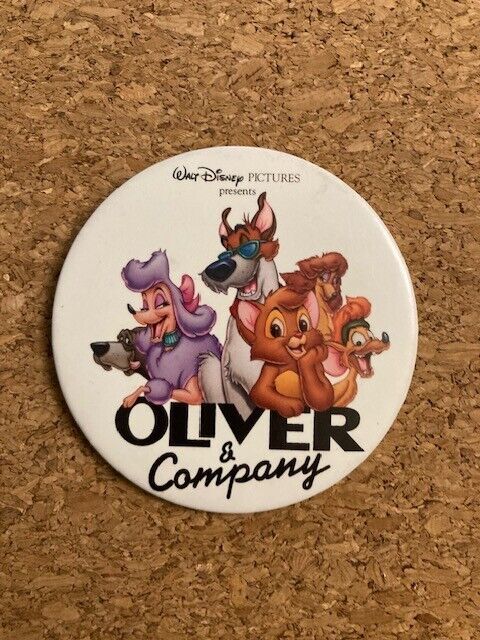 Walt Disney PICTURES
presents
OLIVER
&
Company